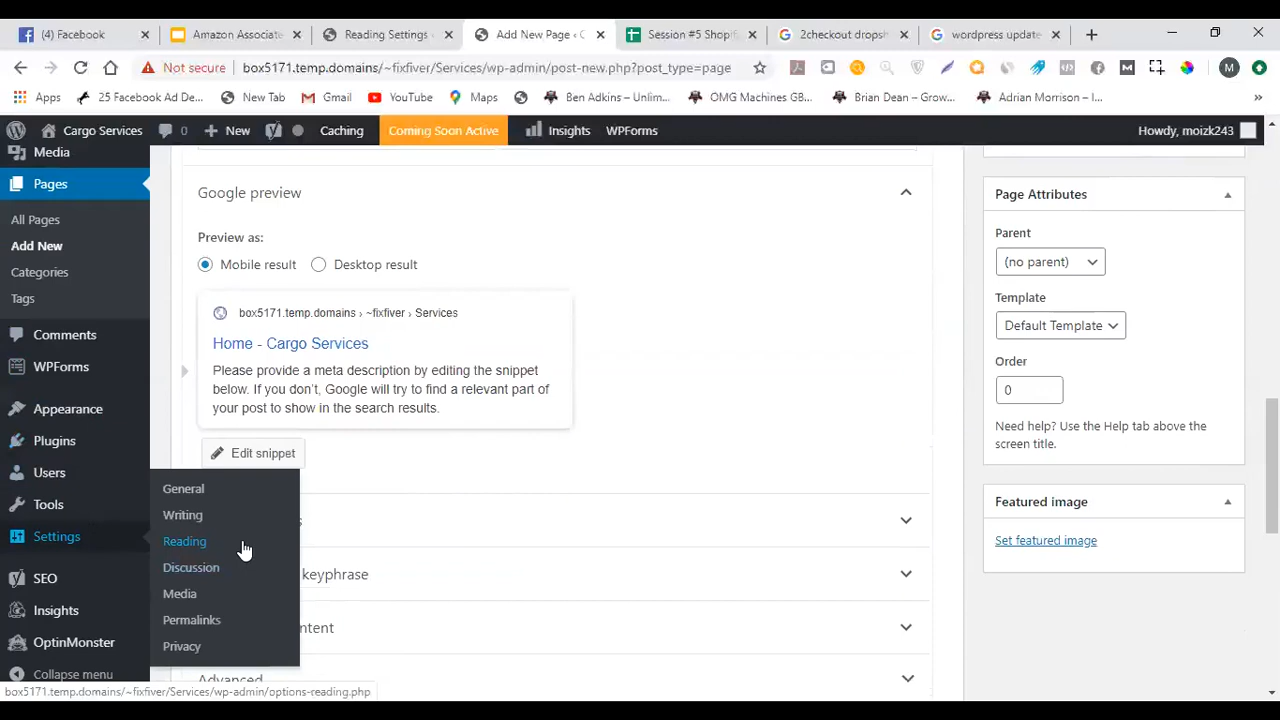 (4) Facebook
Amazon Associate
Reading Settings
Add New Page ‹ C
Session #5 Shopif
2checkout dropsh
wordpress update
Not secure
box5171.temp.domains/~fixfiver/Services/wp-admin/post-new.php?post_type=page
M
Apps
25 Facebook Ad De...
New Tab
Gmail
YouTube
Maps
Ben Adkins – Unlim...
OMG Machines GB...
Brian Dean – Grow...
Adrian Morrison – I...
»
Cargo Services
0
New
Caching
Coming Soon Active
Insights
WPForms
Howdy, moizk243
Media
Pages
All Pages
Add New
Categories
Tags
Comments
WPForms
Appearance
Plugins
Users
Tools
Settings
SEO
Insights
OptinMonster
Collapse menu
General
Writing
Reading
Discussion
Media
Permalinks
Privacy
Google preview
Preview as:
Mobile result
Desktop result
box5171.temp.domains › ~fixfiver › Services
Home - Cargo Services
Please provide a meta description by editing the snippet
below. If you don't, Google will try to find a relevant part of
your post to show in the search results.
Edit snippet
s
keyphrase
ntent
Advanced
Page Attributes
Parent
(no parent)
Template
Default Template
Order
0
Need help? Use the Help tab above the
screen title.
Featured image
Set featured image
box5171.temp.domains/~fixfiver/Services/wp-admin/options-reading.php